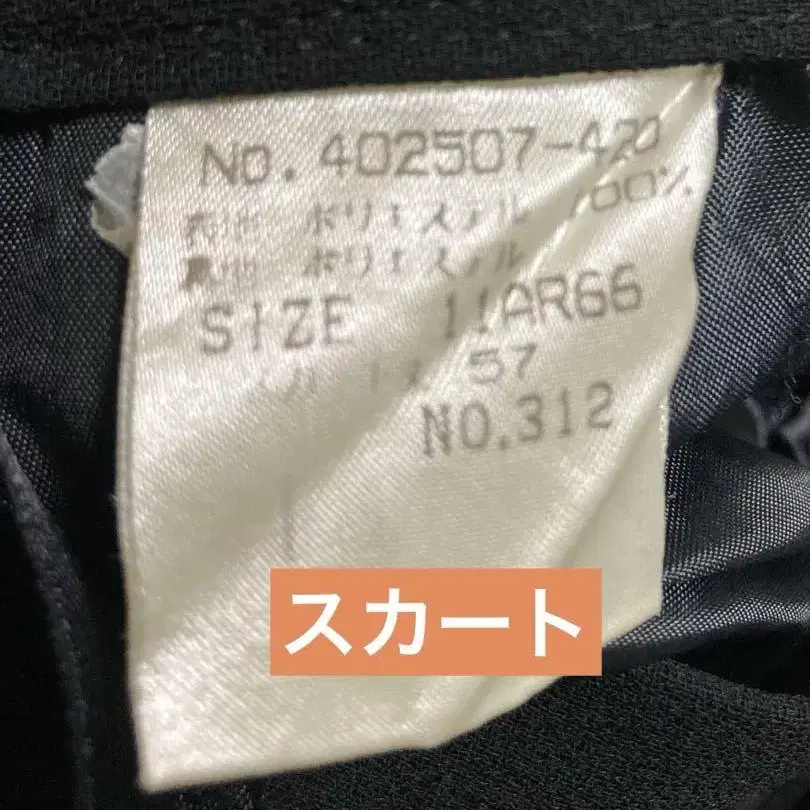 No. 402507-420
表地 ポリエステル 100%
裏地 ポリエステル
SIZE 11AR66
57
NO.312
スカート